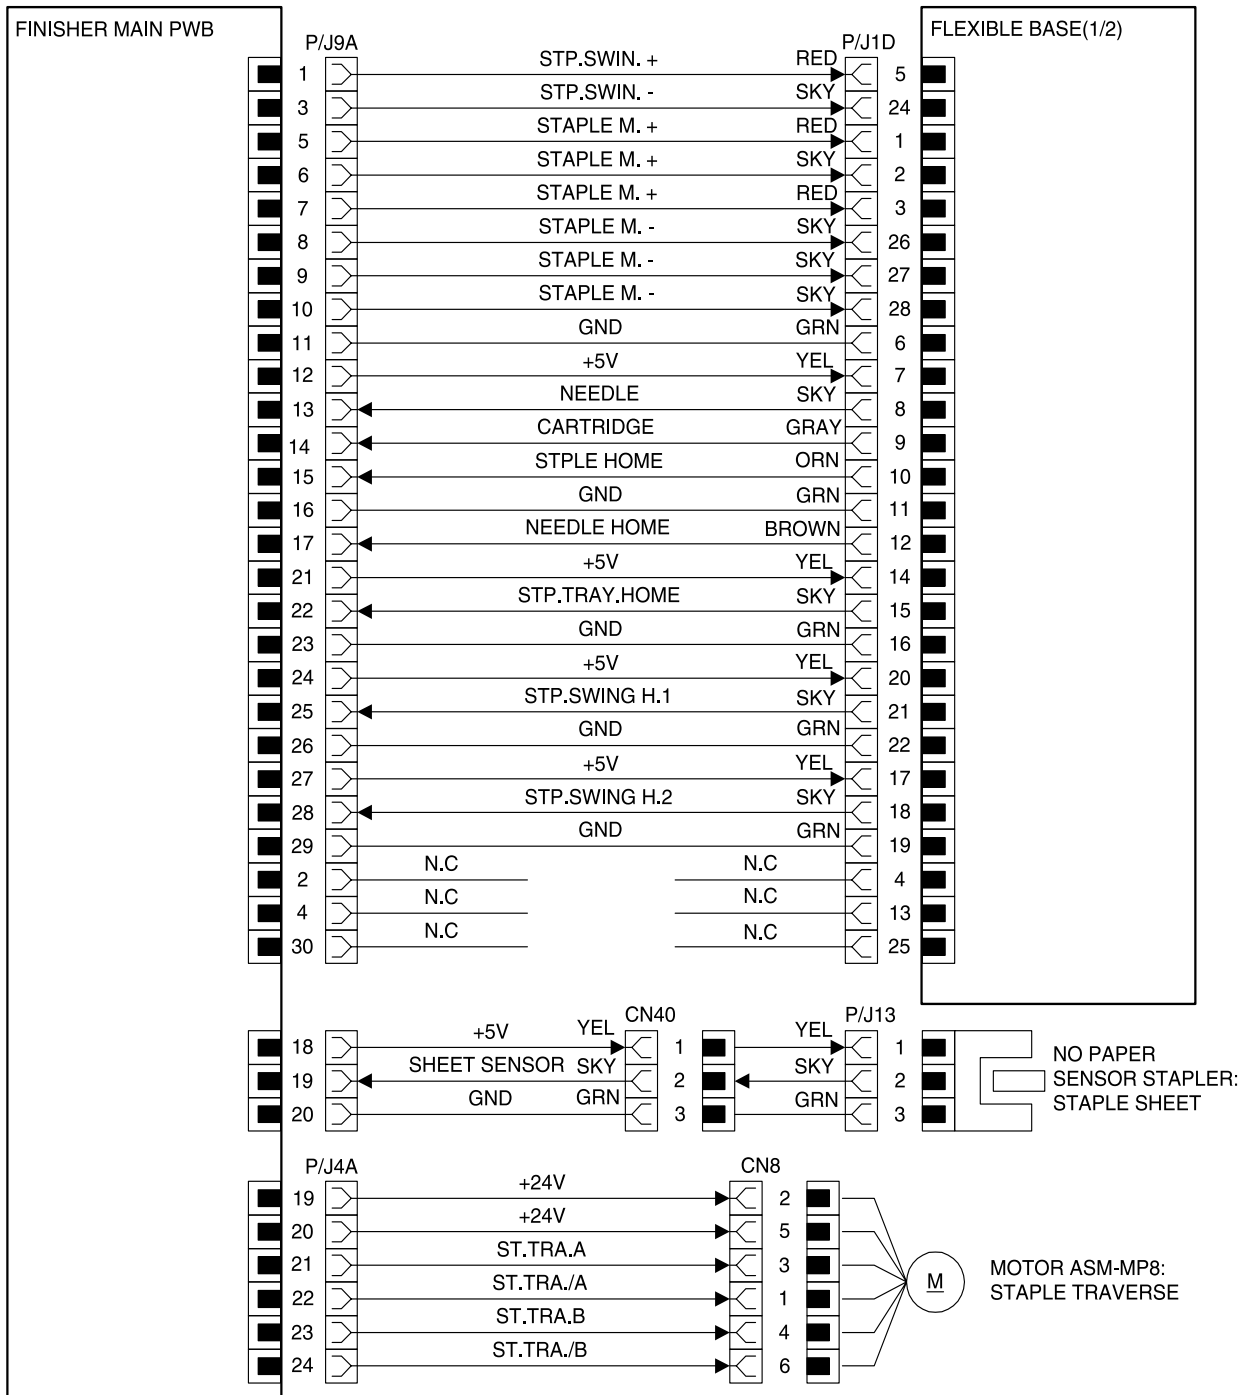 FINISHER MAIN PWB
FLEXIBLE BASE(1/2)
P/J9A P/J1D
1 STP.SWIN. + RED 5
3 STP.SWIN. - SKY 24
5 STAPLE M. + RED 1
6 STAPLE M. + SKY 2
7 STAPLE M. + RED 3
8 STAPLE M. - SKY 26
9 STAPLE M. - SKY 27
10 STAPLE M. - SKY 28
11 GND GRN 6
12 +5V YEL 7
13 NEEDLE SKY 8
14 CARTRIDGE GRAY 9
15 STPLE HOME ORN 10
16 GND GRN 11
17 NEEDLE HOME BROWN 12
21 +5V YEL 14
22 STP.TRAY.HOME SKY 15
23 GND GRN 16
24 +5V YEL 20
25 STP.SWING H.1 SKY 21
26 GND GRN 22
27 +5V YEL 17
28 STP.SWING H.2 SKY 18
29 GND GRN 19
2 N.C N.C 4
4 N.C N.C 13
30 N.C N.C 25
CN40 P/J13
18 +5V YEL 1 YEL 1
19 SHEET SENSOR SKY 2 SKY 2
20 GND GRN 3 GRN 3
NO PAPER
SENSOR STAPLER:
STAPLE SHEET
P/J4A CN8
19 +24V 2
20 +24V 5
21 ST.TRA.A 3
22 ST.TRA./A 1
23 ST.TRA.B 4
24 ST.TRA./B 6
M
MOTOR ASM-MP8:
STAPLE TRAVERSE